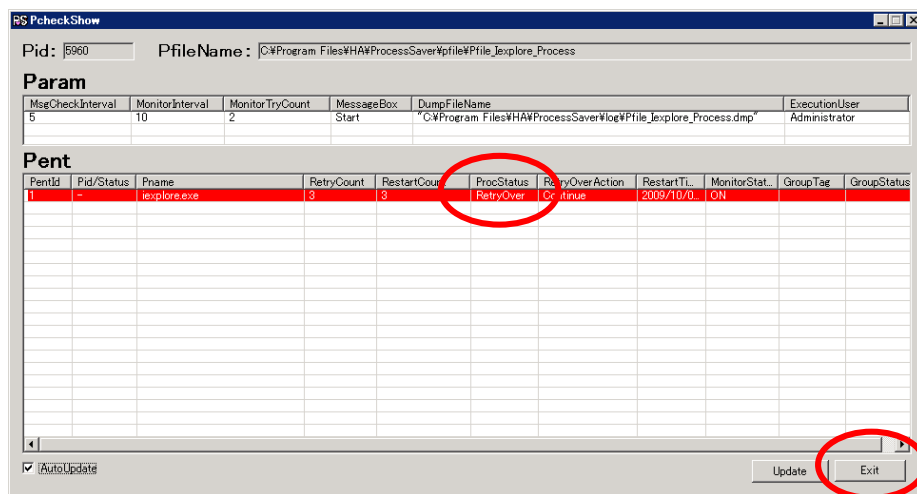 PS PcheckShow
Pid: 5960 PfileName: C:¥Program Files¥HA¥ProcessSaver¥pfile¥Pfile_Iexplore_Process
Param
MsgCheckInterval MonitorInterval MonitorTryCount MessageBox DumpFileName ExecutionUser
5 10 2 Start "C:¥Program Files¥HA¥ProcessSaver¥log¥Pfile_Iexplore_Process.dmp" Administrator
Pent
PentId Pid/Status Pname RetryCount RestartCoun ProcStatus RetryOverAction RestartTi... MonitorStat... GroupTag GroupStatus
1 - iexplore.exe 3 3 RetryOver Continue 2009/10/0... ON
AutoUpdate Update Exit